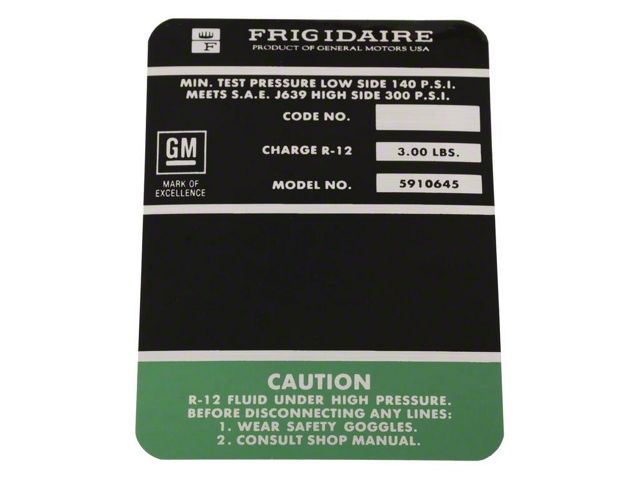 F
FRIGIDAIRE
PRODUCT OF GENERAL MOTORS USA
MIN. TEST PRESSURE LOW SIDE 140 P.S.I.
MEETS S.A.E. J639 HIGH SIDE 300 P.S.I.
CODE NO.
GM
MARK OF
EXCELLENCE
CHARGE R-12 3.00 LBS.
MODEL NO. 5910645
CAUTION
R-12 FLUID UNDER HIGH PRESSURE.
BEFORE DISCONNECTING ANY LINES:
1. WEAR SAFETY GOGGLES.
2. CONSULT SHOP MANUAL.